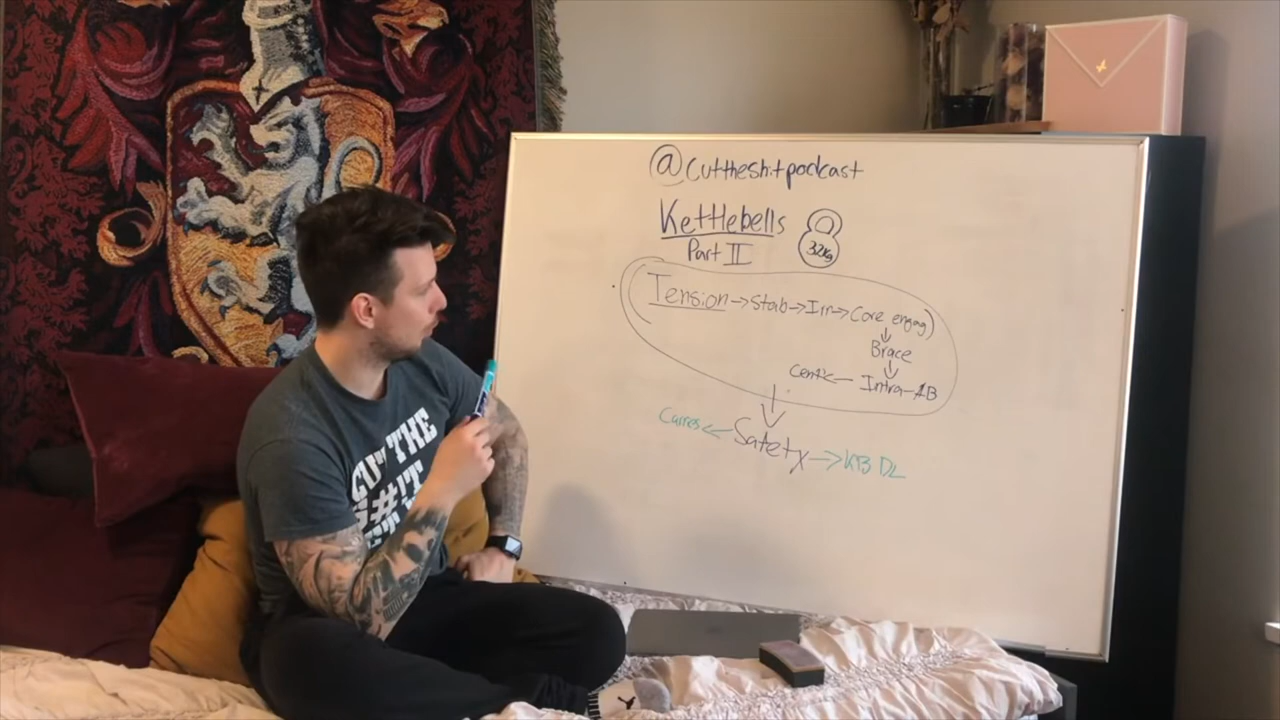 @cuttheshitpodcast
Kettlebells
32kg
Part II
Tension → Stab → Irr → Core engag)
↓
Brace
↓
Cent ← Intra-AB
↓
Carries ← Safety → KB DL
CUT THE